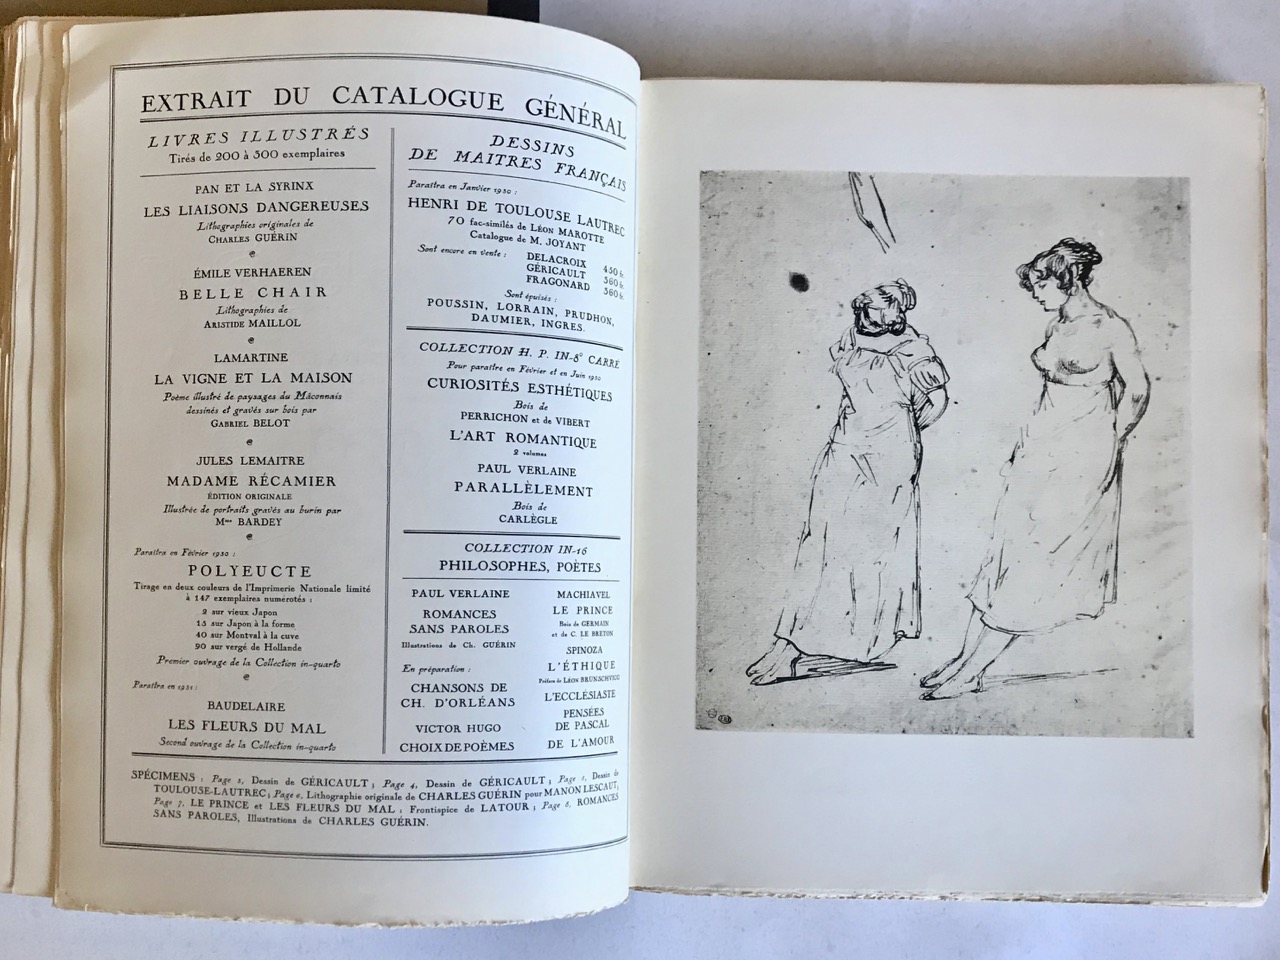 EXTRAIT DU CATALOGUE GÉNÉRAL
LIVRES ILLUSTRÉS
Tirés de 200 à 300 exemplaires
PAN ET LA SYRINX
LES LIAISONS DANGEREUSES
Lithographies originales de
CHARLES GUÉRIN
ÉMILE VERHAEREN
BELLE CHAIR
Lithographies de
ARISTIDE MAILLOL
LAMARTINE
LA VIGNE ET LA MAISON
Poème illustré de paysages du Mâconnais
dessinés et gravés sur bois par
GABRIEL BELOT
JULES LEMAITRE
MADAME RÉCAMIER
ÉDITION ORIGINALE
Illustrée de portraits gravés au burin par
Mme BARDEY
Paraîtra en Février 1930 :
POLYEUCTE
Tirage en deux couleurs de l'Imprimerie Nationale limité
à 147 exemplaires numérotés :
2 sur vieux Japon
15 sur Japon à la forme
40 sur Montval à la cuve
90 sur vergé de Hollande
Premier ouvrage de la Collection in-quarto
Paraîtra en 1931 :
BAUDELAIRE
LES FLEURS DU MAL
Second ouvrage de la Collection in-quarto
DESSINS
DE MAITRES FRANÇAIS
Paraîtra en Janvier 1930 :
HENRI DE TOULOUSE LAUTREC
70 fac-similés de LÉON MAROTTE
Catalogue de M. JOYANT
Sont encore en vente :
DELACROIX 450 fr.
GÉRICAULT 360 fr.
FRAGONARD 360 fr.
Sont épuisés :
POUSSIN, LORRAIN, PRUDHON,
DAUMIER, INGRES.
COLLECTION H. P. IN-8° CARRÉ
Pour paraître en Février et en Juin 1930
CURIOSITÉS ESTHÉTIQUES
Bois de
PERRICHON et de VIBERT
L'ART ROMANTIQUE
2 volumes
PAUL VERLAINE
PARALLÈLEMENT
Bois de
CARLÈGLE
COLLECTION IN-16
PHILOSOPHES, POÈTES
PAUL VERLAINE
ROMANCES
SANS PAROLES
Illustrations de Ch. GUÉRIN
En préparation :
CHANSONS DE
CH. D'ORLÉANS
VICTOR HUGO
CHOIX DE POÈMES
MACHIAVEL
LE PRINCE
Bois de GERMAIN
et de C. LE BRETON
SPINOZA
L'ÉTHIQUE
Préface de LÉON BRUNSCHVICG
L'ECCLÉSIASTE
PENSÉES
DE PASCAL
DE L'AMOUR
SPÉCIMENS : Page 2, Dessin de GÉRICAULT ; Page 4, Dessin de GÉRICAULT ; Page 5, Dessin de
TOULOUSE-LAUTREC ; Page 6, Lithographie originale de CHARLES GUÉRIN pour MANON LESCAUT,
Page 7, LE PRINCE et LES FLEURS DU MAL : Frontispice de LATOUR ; Page 8, ROMANCES
SANS PAROLES, Illustrations de CHARLES GUÉRIN.